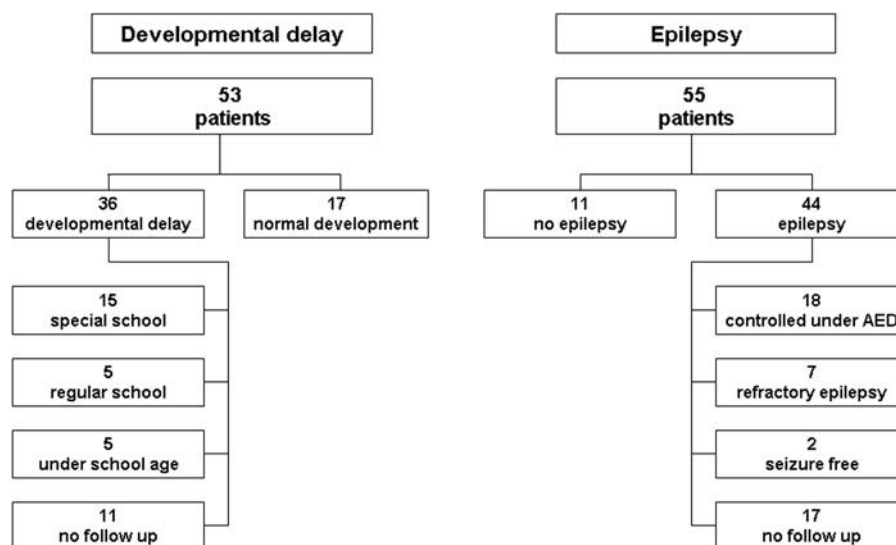 Developmental delay
53
patients
36
developmental delay
17
normal development
15
special school
5
regular school
5
under school age
11
no follow up
Epilepsy
55
patients
11
no epilepsy
44
epilepsy
18
controlled under AED
7
refractory epilepsy
2
seizure free
17
no follow up